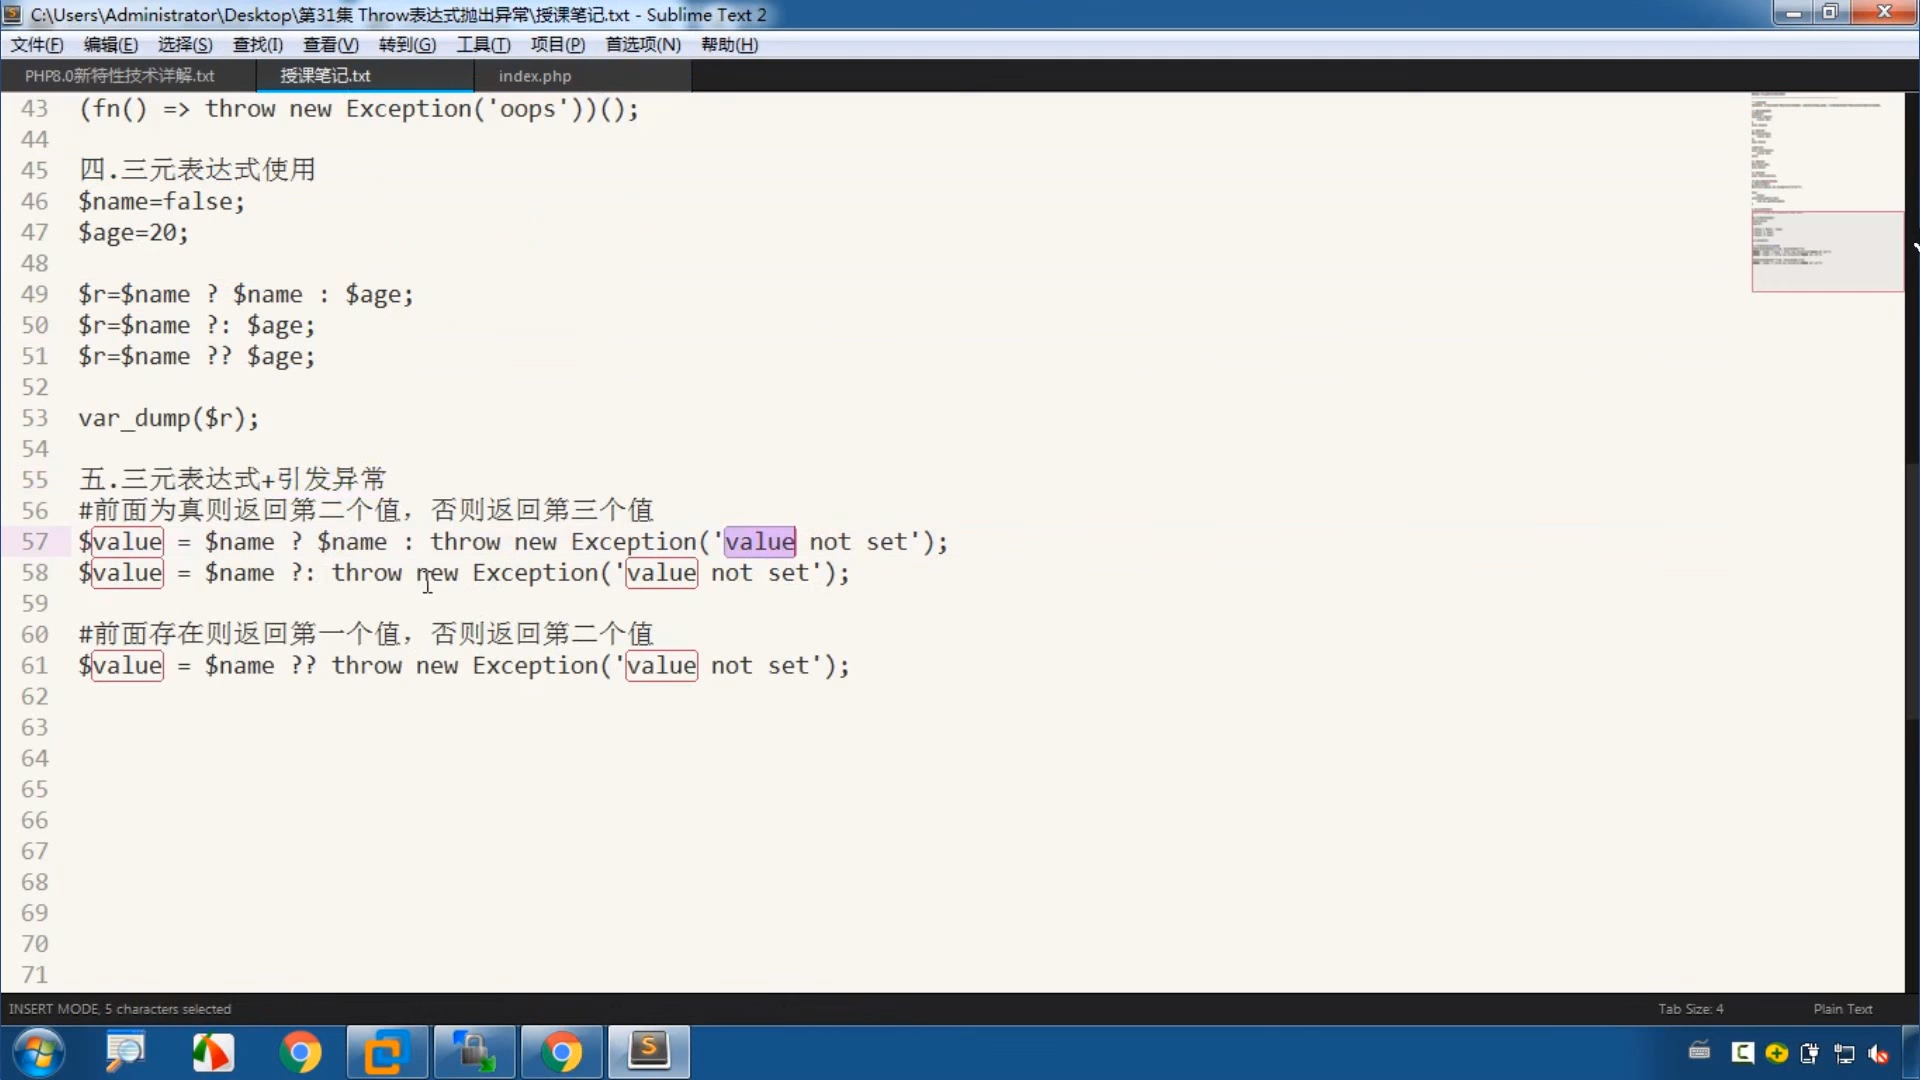 C:\Users\Administrator\Desktop\第31集 Throw表达式抛出异常\授课笔记.txt - Sublime Text 2
文件(F) 编辑(E) 选择(S) 查找(I) 查看(V) 转到(G) 工具(T) 项目(P) 首选项(N) 帮助(H)
PHP8.0新特性技术详解.txt 授课笔记.txt index.php
43 (fn() => throw new Exception('oops'))();
44
45 四.三元表达式使用
46 $name=false;
47 $age=20;
48
49 $r=$name ? $name : $age;
50 $r=$name ?: $age;
51 $r=$name ?? $age;
52
53 var_dump($r);
54
55 五.三元表达式+引发异常
56 #前面为真则返回第二个值，否则返回第三个值
57 $value = $name ? $name : throw new Exception('value not set');
58 $value = $name ?: throw new Exception('value not set');
59
60 #前面存在则返回第一个值，否则返回第二个值
61 $value = $name ?? throw new Exception('value not set');
62
63
64
65
66
67
68
69
70
71
INSERT MODE, 5 characters selected Tab Size: 4 Plain Text